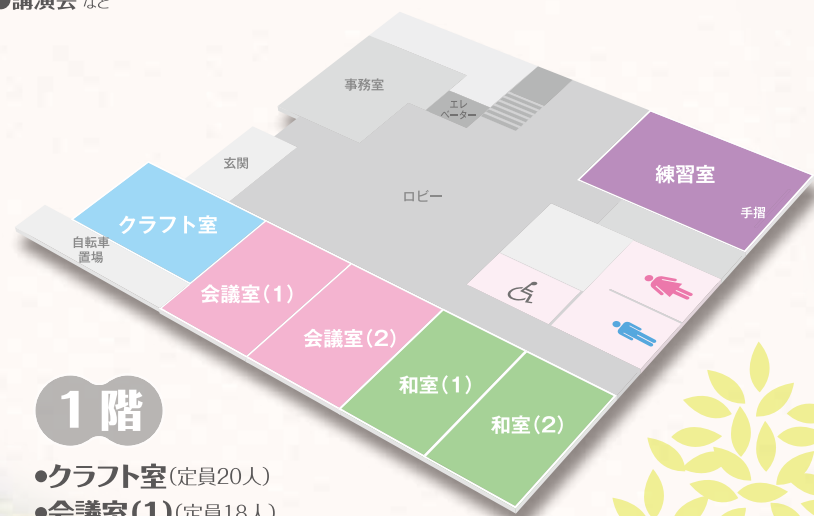 ●講演会 など
事務室
エレ
ベーター
玄関
練習室
ロビー
手摺
クラフト室
自転車
置場
会議室(1)
会議室(2)
和室(1)
和室(2)
1階
●クラフト室(定員20人)
●会議室(1)(定員18人)